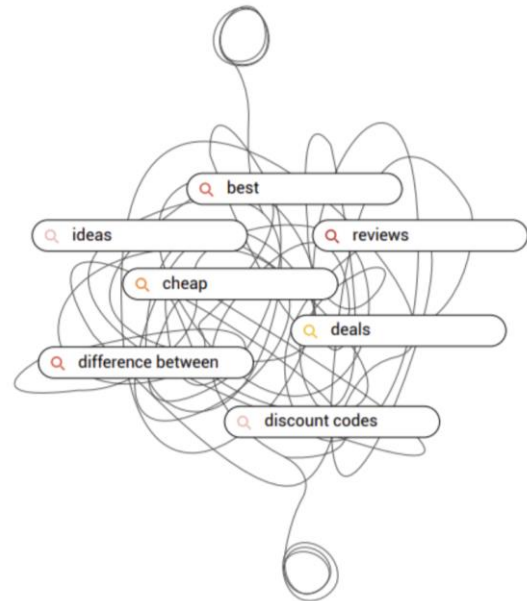 best
ideas
reviews
cheap
deals
difference between
discount codes